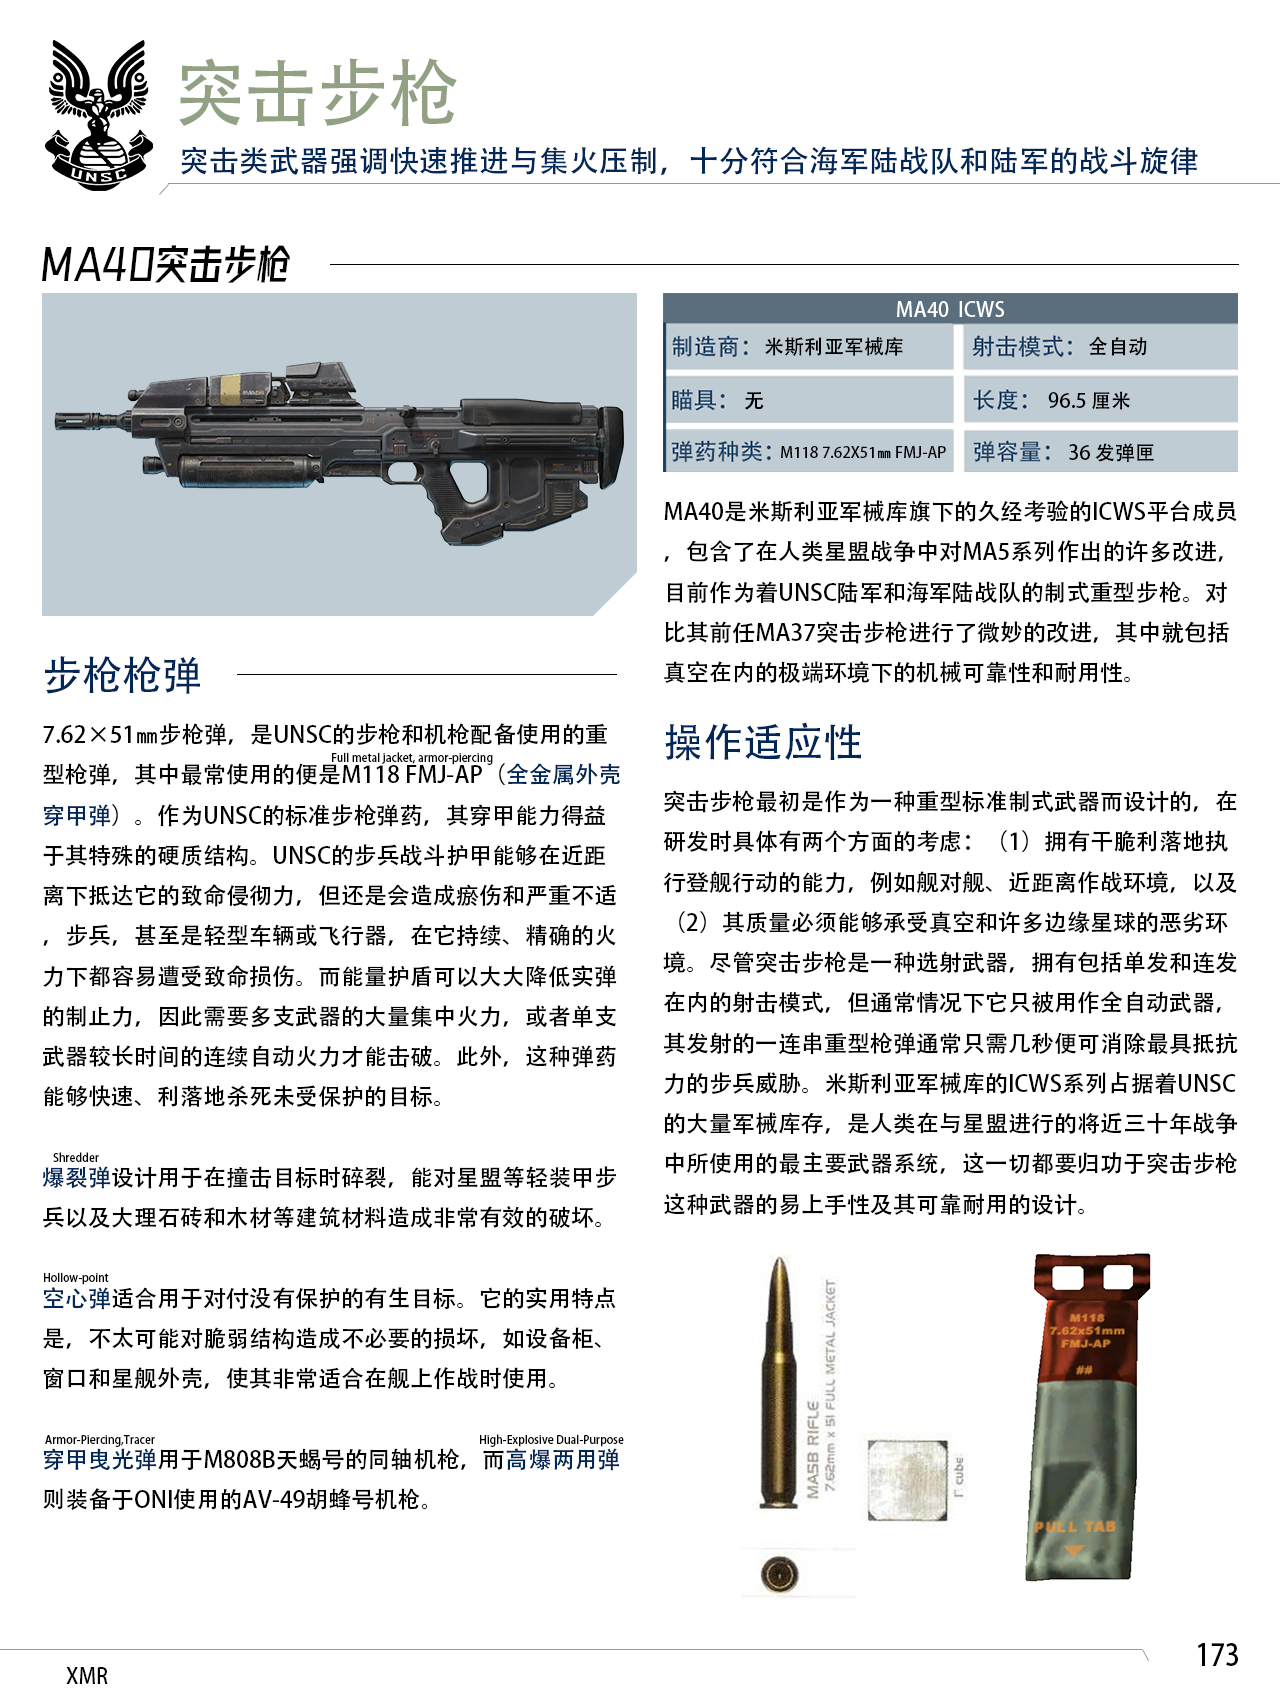 UNSC
突击步枪
突击类武器强调快速推进与集火压制，十分符合海军陆战队和陆军的战斗旋律
MA40突击步枪
MA40 ICWS
制造商：米斯利亚军械库
射击模式：全自动
瞄具：无
长度：96.5 厘米
弹药种类：M118 7.62X51㎜ FMJ-AP
弹容量：36 发弹匣
MA40是米斯利亚军械库旗下的久经考验的ICWS平台成员
，包含了在人类星盟战争中对MA5系列作出的许多改进，
目前作为着UNSC陆军和海军陆战队的制式重型步枪。对
比其前任MA37突击步枪进行了微妙的改进，其中就包括
真空在内的极端环境下的机械可靠性和耐用性。
步枪枪弹
7.62×51㎜步枪弹，是UNSC的步枪和机枪配备使用的重
Full metal jacket, armor-piercing
型枪弹，其中最常使用的便是M118 FMJ-AP（全金属外壳
穿甲弹）。作为UNSC的标准步枪弹药，其穿甲能力得益
于其特殊的硬质结构。UNSC的步兵战斗护甲能够在近距
离下抵达它的致命侵彻力，但还是会造成瘀伤和严重不适
，步兵，甚至是轻型车辆或飞行器，在它持续、精确的火
力下都容易遭受致命损伤。而能量护盾可以大大降低实弹
的制止力，因此需要多支武器的大量集中火力，或者单支
武器较长时间的连续自动火力才能击破。此外，这种弹药
能够快速、利落地杀死未受保护的目标。
Shredder
爆裂弹设计用于在撞击目标时碎裂，能对星盟等轻装甲步
兵以及大理石砖和木材等建筑材料造成非常有效的破坏。
Hollow-point
空心弹适合用于对付没有保护的有生目标。它的实用特点
是，不太可能对脆弱结构造成不必要的损坏，如设备柜、
窗口和星舰外壳，使其非常适合在舰上作战时使用。
Armor-Piercing,Tracer
High-Explosive Dual-Purpose
穿甲曳光弹用于M808B天蝎号的同轴机枪，而高爆两用弹
则装备于ONI使用的AV-49胡蜂号机枪。
操作适应性
突击步枪最初是作为一种重型标准制式武器而设计的，在
研发时具体有两个方面的考虑：（1）拥有干脆利落地执
行登舰行动的能力，例如舰对舰、近距离作战环境，以及
（2）其质量必须能够承受真空和许多边缘星球的恶劣环
境。尽管突击步枪是一种选射武器，拥有包括单发和连发
在内的射击模式，但通常情况下它只被用作全自动武器，
其发射的一连串重型枪弹通常只需几秒便可消除最具抵抗
力的步兵威胁。米斯利亚军械库的ICWS系列占据着UNSC
的大量军械库存，是人类在与星盟进行的将近三十年战争
中所使用的最主要武器系统，这一切都要归功于突击步枪
这种武器的易上手性及其可靠耐用的设计。
MA5B RIFLE
7.62mm x 51 FULL METAL JACKET
1" cube
M118
7.62x51mm
FMJ-AP
##
PULL TAB
173
XMR